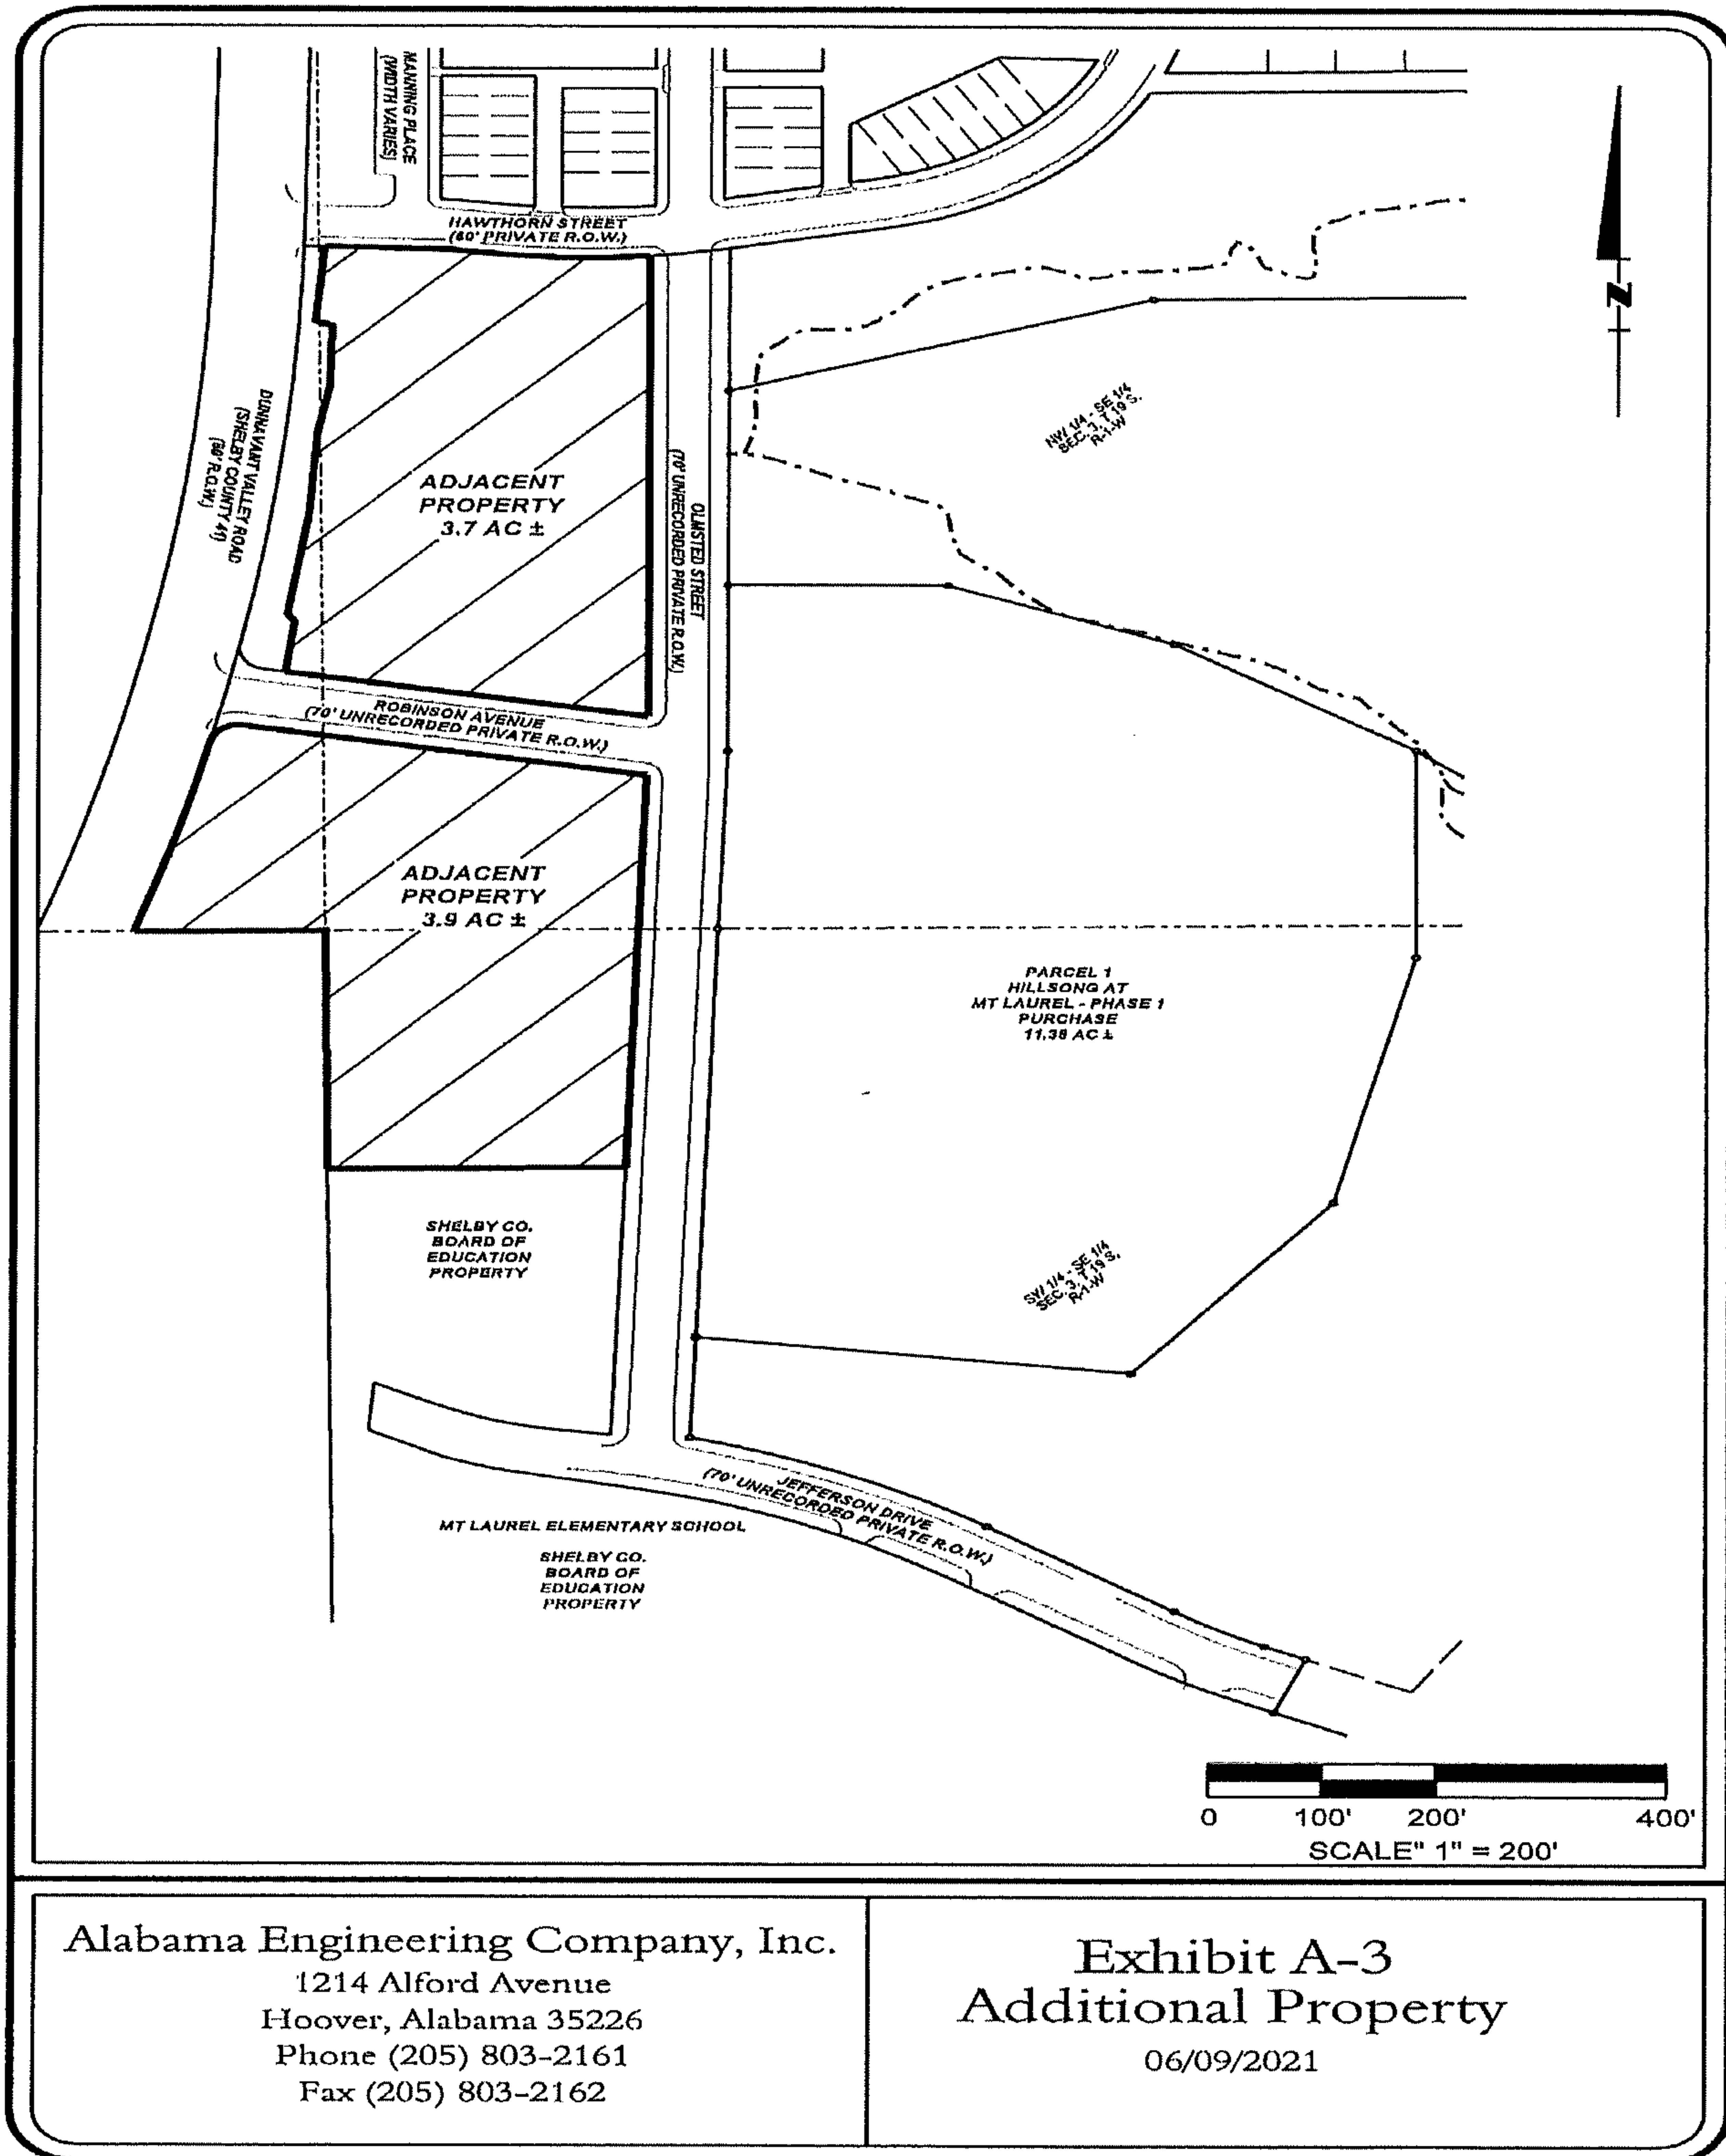 MANNING PLACE
(WIDTH VARIES)
HAWTHORN STREET
(60' PRIVATE R.O.W.)
N
DUNNAVANT VALLEY ROAD
(SHELBY COUNTY 41)
(80' R.O.W.)
ADJACENT
PROPERTY
3.7 AC ±
OLMSTED STREET
(70' UNRECORDED PRIVATE R.O.W.)
NW 1/4 - SE 1/4
SEC. 3, T.19 S.
R-1-W
ROBINSON AVENUE
(70' UNRECORDED PRIVATE R.O.W.)
ADJACENT
PROPERTY
3.9 AC ±
PARCEL 1
HILLSONG AT
MT LAUREL - PHASE 1
PURCHASE
11.38 AC ±
SHELBY CO.
BOARD OF
EDUCATION
PROPERTY
SW 1/4 - SE 1/4
SEC. 3, T.19 S.
R-1-W
JEFFERSON DRIVE
(70' UNRECORDED PRIVATE R.O.W.)
MT LAUREL ELEMENTARY SCHOOL
SHELBY CO.
BOARD OF
EDUCATION
PROPERTY
0 100' 200' 400'
SCALE" 1" = 200'
Alabama Engineering Company, Inc.
1214 Alford Avenue
Hoover, Alabama 35226
Phone (205) 803-2161
Fax (205) 803-2162
Exhibit A-3
Additional Property
06/09/2021